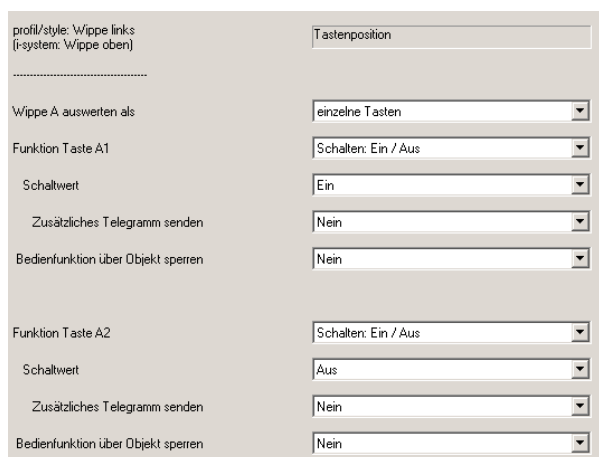 profil/style: Wippe links
(i-system: Wippe oben)
Tastenposition
----------------------------------------
Wippe A auswerten als einzelne Tasten
Funktion Taste A1 Schalten: Ein / Aus
Schaltwert Ein
Zusätzliches Telegramm senden Nein
Bedienfunktion über Objekt sperren Nein
Funktion Taste A2 Schalten: Ein / Aus
Schaltwert Aus
Zusätzliches Telegramm senden Nein
Bedienfunktion über Objekt sperren Nein